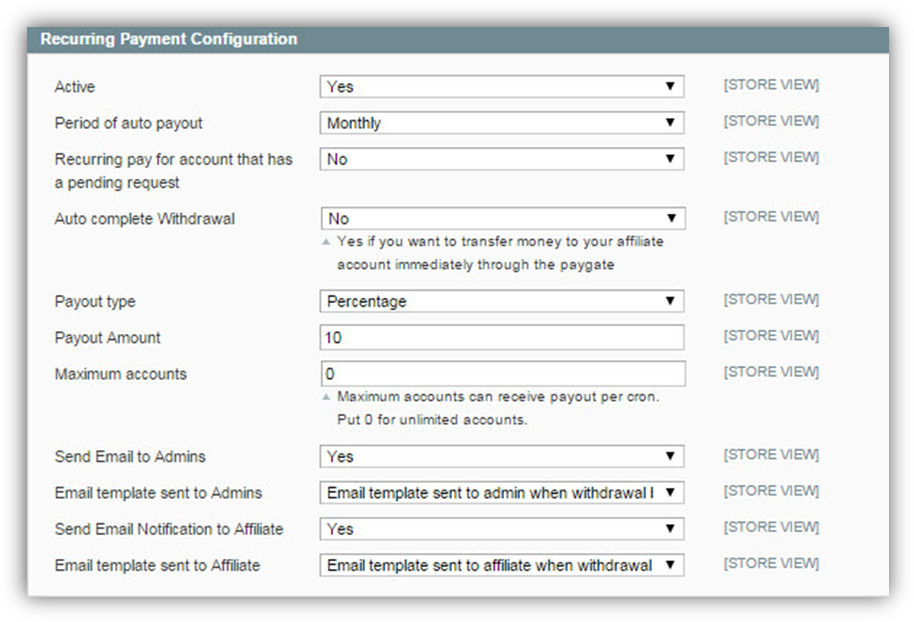 Recurring Payment Configuration
Active Yes [STORE VIEW]
Period of auto payout Monthly [STORE VIEW]
Recurring pay for account that has No [STORE VIEW]
a pending request
Auto complete Withdrawal No [STORE VIEW]
Yes if you want to transfer money to your affiliate
account immediately through the paygate
Payout type Percentage [STORE VIEW]
Payout Amount 10 [STORE VIEW]
Maximum accounts 0 [STORE VIEW]
Maximum accounts can receive payout per cron.
Put 0 for unlimited accounts.
Send Email to Admins Yes [STORE VIEW]
Email template sent to Admins Email template sent to admin when withdrawal [STORE VIEW]
Send Email Notification to Affiliate Yes [STORE VIEW]
Email template sent to Affiliate Email template sent to affiliate when withdrawal [STORE VIEW]